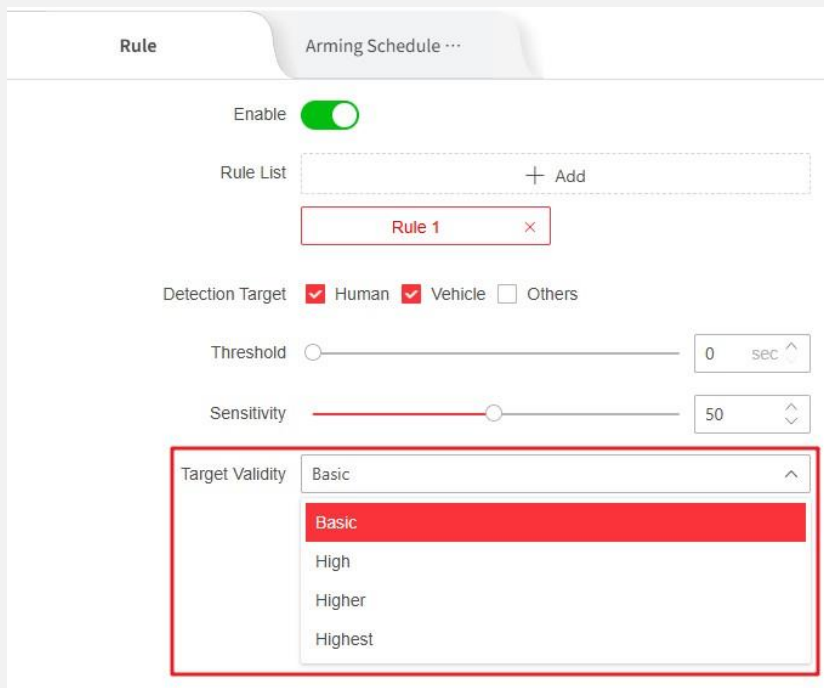 Rule
Arming Schedule ···
Enable
Rule List
+ Add
Rule 1 ×
Detection Target Human Vehicle Others
Threshold 0 sec
Sensitivity 50
Target Validity Basic
Basic
High
Higher
Highest